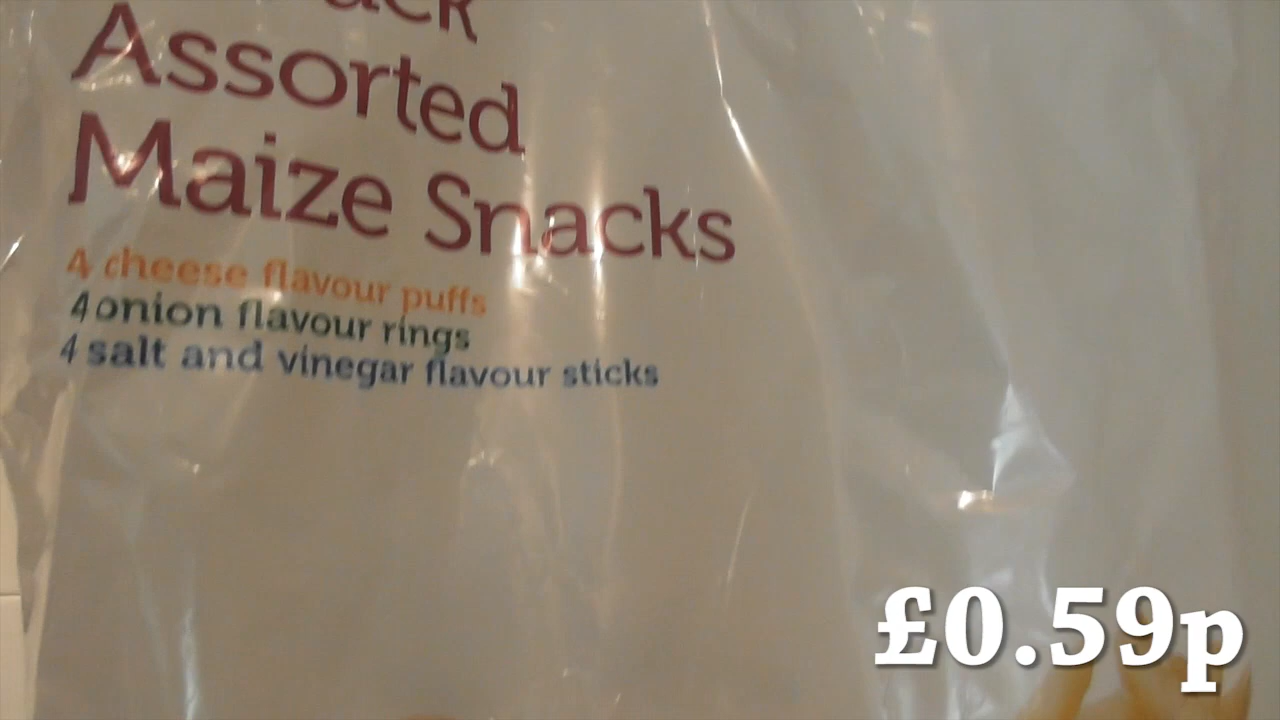 Assorted
Maize Snacks
4 cheese flavour puffs
4 onion flavour rings
4 salt and vinegar flavour sticks
£0.59p